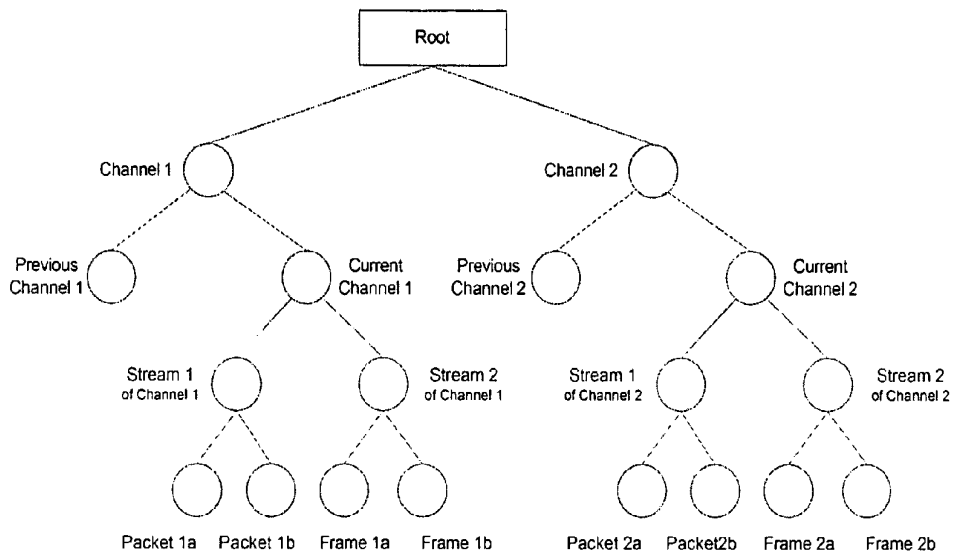 Root
Channel 1
Channel 2
Previous
Channel 1
Current
Channel 1
Previous
Channel 2
Current
Channel 2
Stream 1
of Channel 1
Stream 2
of Channel 1
Stream 1
of Channel 2
Stream 2
of Channel 2
Packet 1a Packet 1b Frame 1a Frame 1b Packet 2a Packet2b Frame 2a Frame 2b